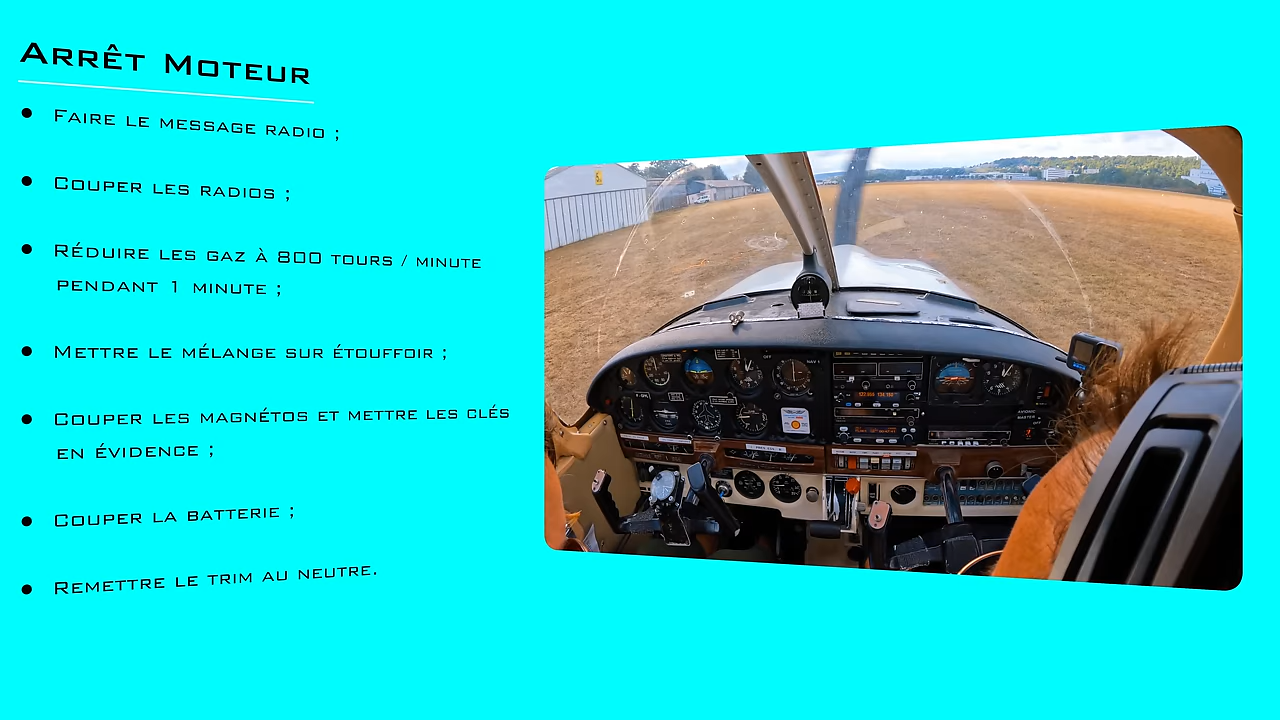 Arrêt Moteur
Faire le message radio ;
Couper les radios ;
Réduire les gaz à 800 tours / minute
pendant 1 minute ;
Mettre le mélange sur étouffoir ;
Couper les magnétos et mettre les clés
en évidence ;
Couper la batterie ;
Remettre le trim au neutre.